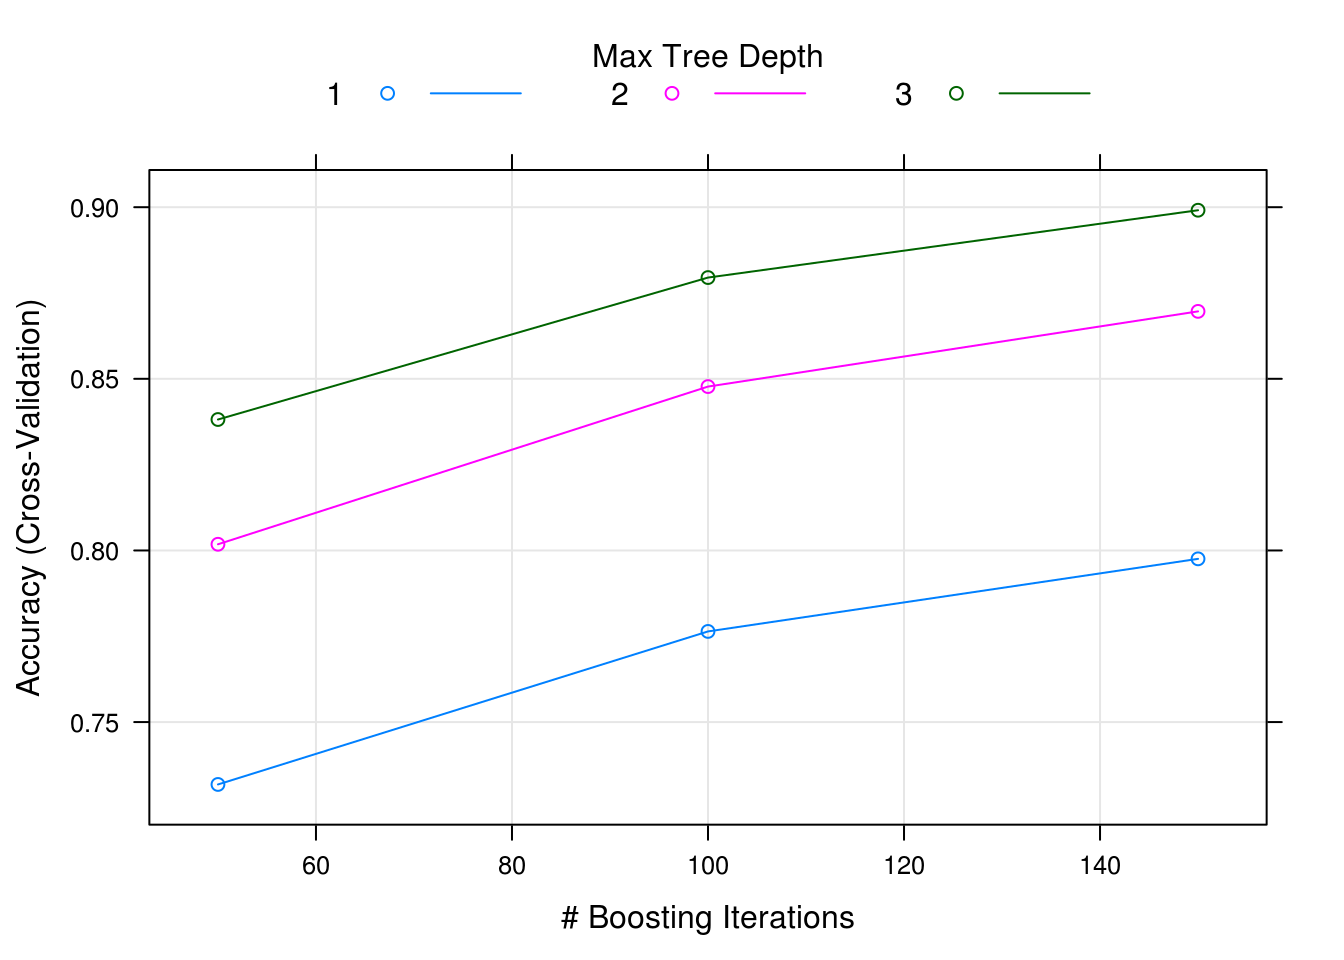 Max Tree Depth
1 2 3
0.90
0.85
0.80
0.75
Accuracy (Cross-Validation)
60 80 100 120 140
# Boosting Iterations